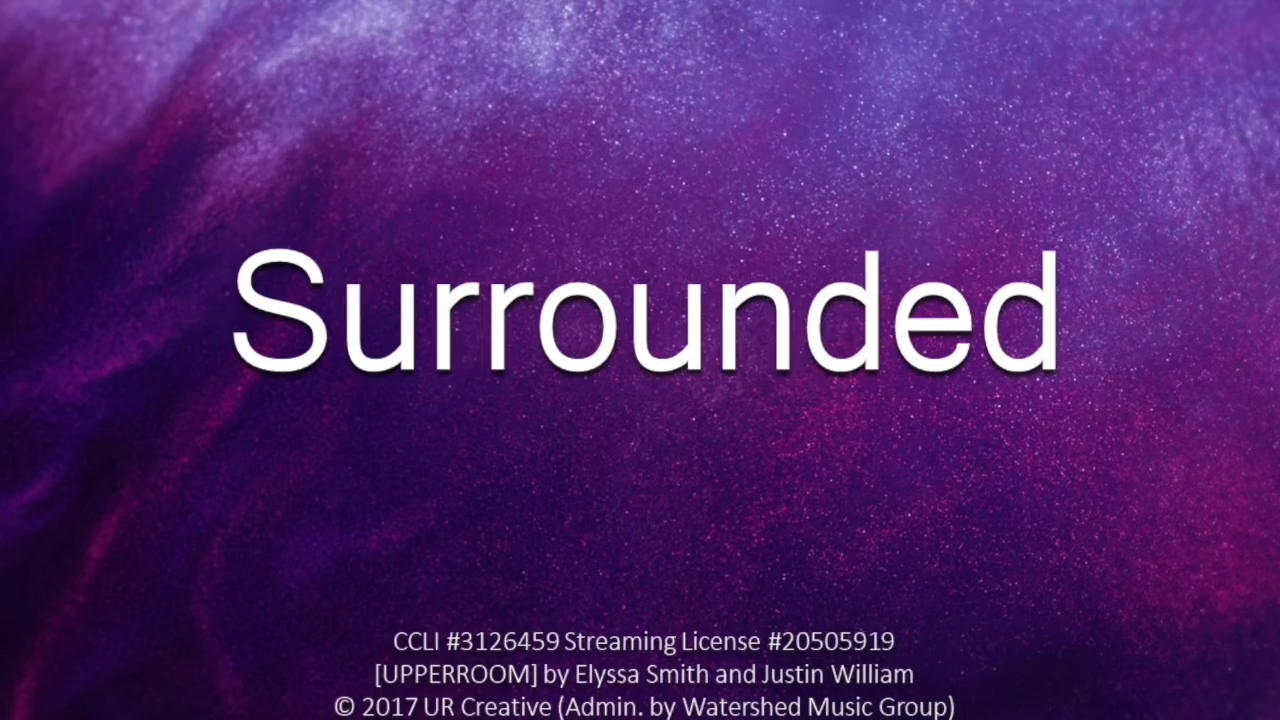 Surrounded
CCLI #3126459 Streaming License #20505919
[UPPERROOM] by Elyssa Smith and Justin William
© 2017 UR Creative (Admin. by Watershed Music Group)